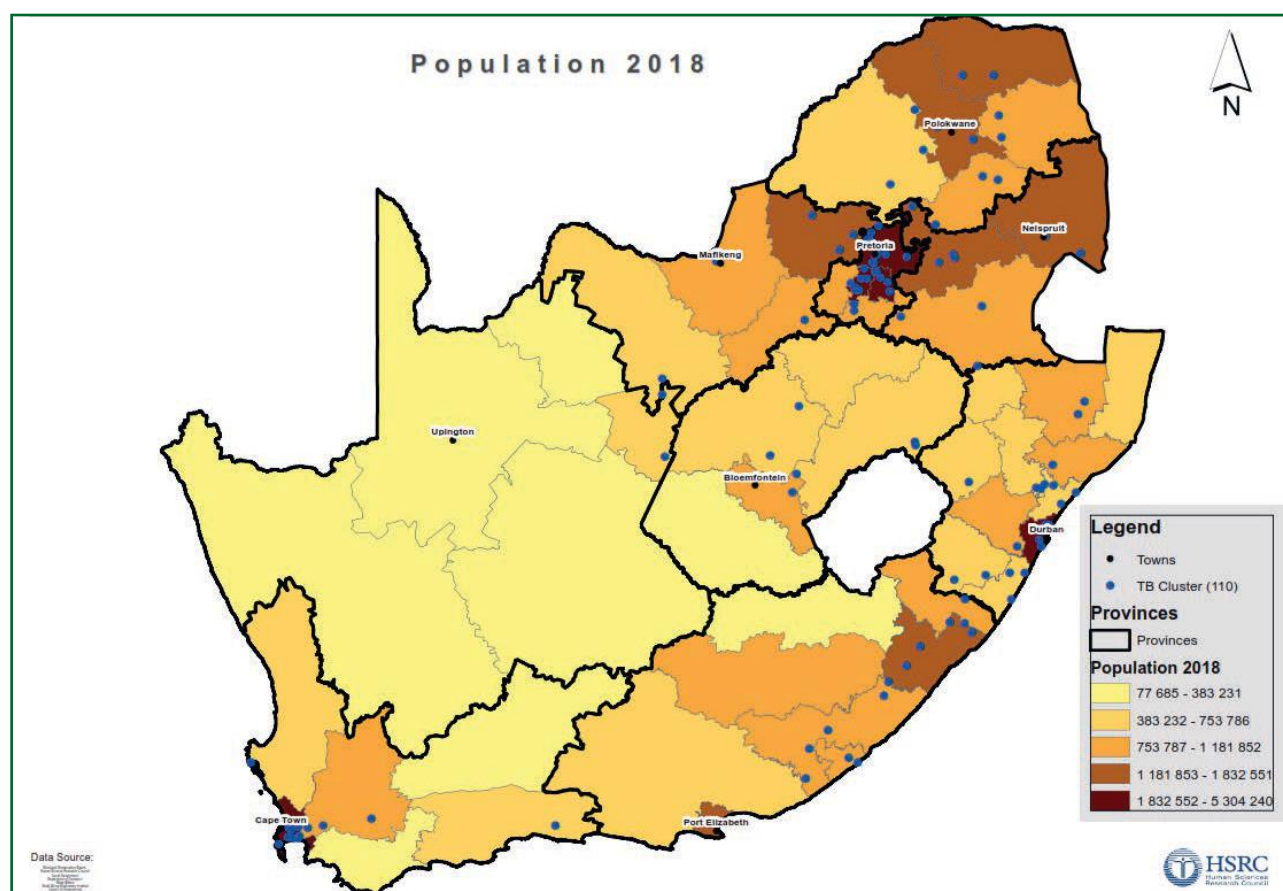 Population 2018
N
Polokwane
Nelspruit
Pretoria
Mafikeng
Upington
Bloemfontein
Durban
Cape Town
Port Elizabeth
Legend
Towns
TB Cluster (110)
Provinces
Provinces
Population 2018
77 685 - 383 231
383 232 - 753 786
753 787 - 1 181 852
1 181 853 - 1 832 551
1 832 552 - 5 304 240
Data Source:
HSRC
Human Sciences
Research Council